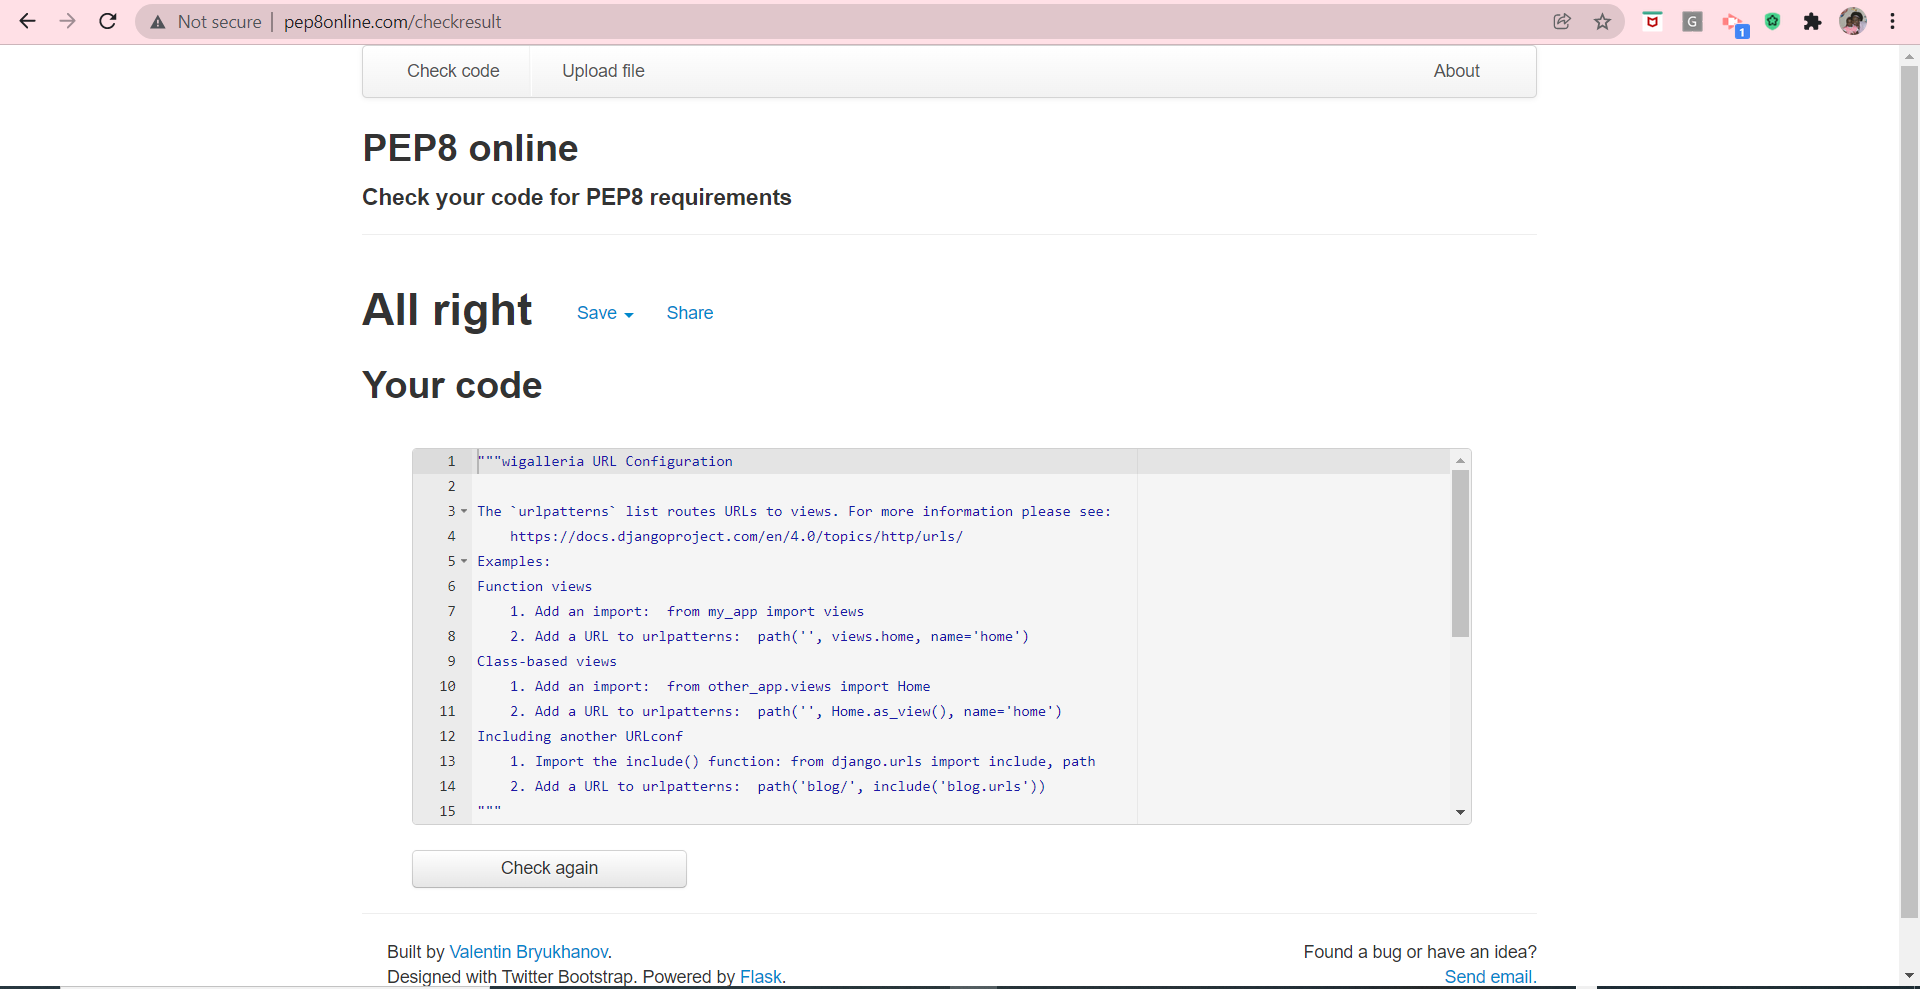 Not secure | pep8online.com/checkresult
G
1
Check code
Upload file
About
PEP8 online
Check your code for PEP8 requirements
All right
Save
Share
Your code
1 """wigalleria URL Configuration
2
3 The `urlpatterns` list routes URLs to views. For more information please see:
4     https://docs.djangoproject.com/en/4.0/topics/http/urls/
5 Examples:
6 Function views
7     1. Add an import:  from my_app import views
8     2. Add a URL to urlpatterns:  path('', views.home, name='home')
9 Class-based views
10     1. Add an import:  from other_app.views import Home
11     2. Add a URL to urlpatterns:  path('', Home.as_view(), name='home')
12 Including another URLconf
13     1. Import the include() function: from django.urls import include, path
14     2. Add a URL to urlpatterns:  path('blog/', include('blog.urls'))
15 """
Check again
Built by Valentin Bryukhanov.
Designed with Twitter Bootstrap. Powered by Flask.
Found a bug or have an idea?
Send email.